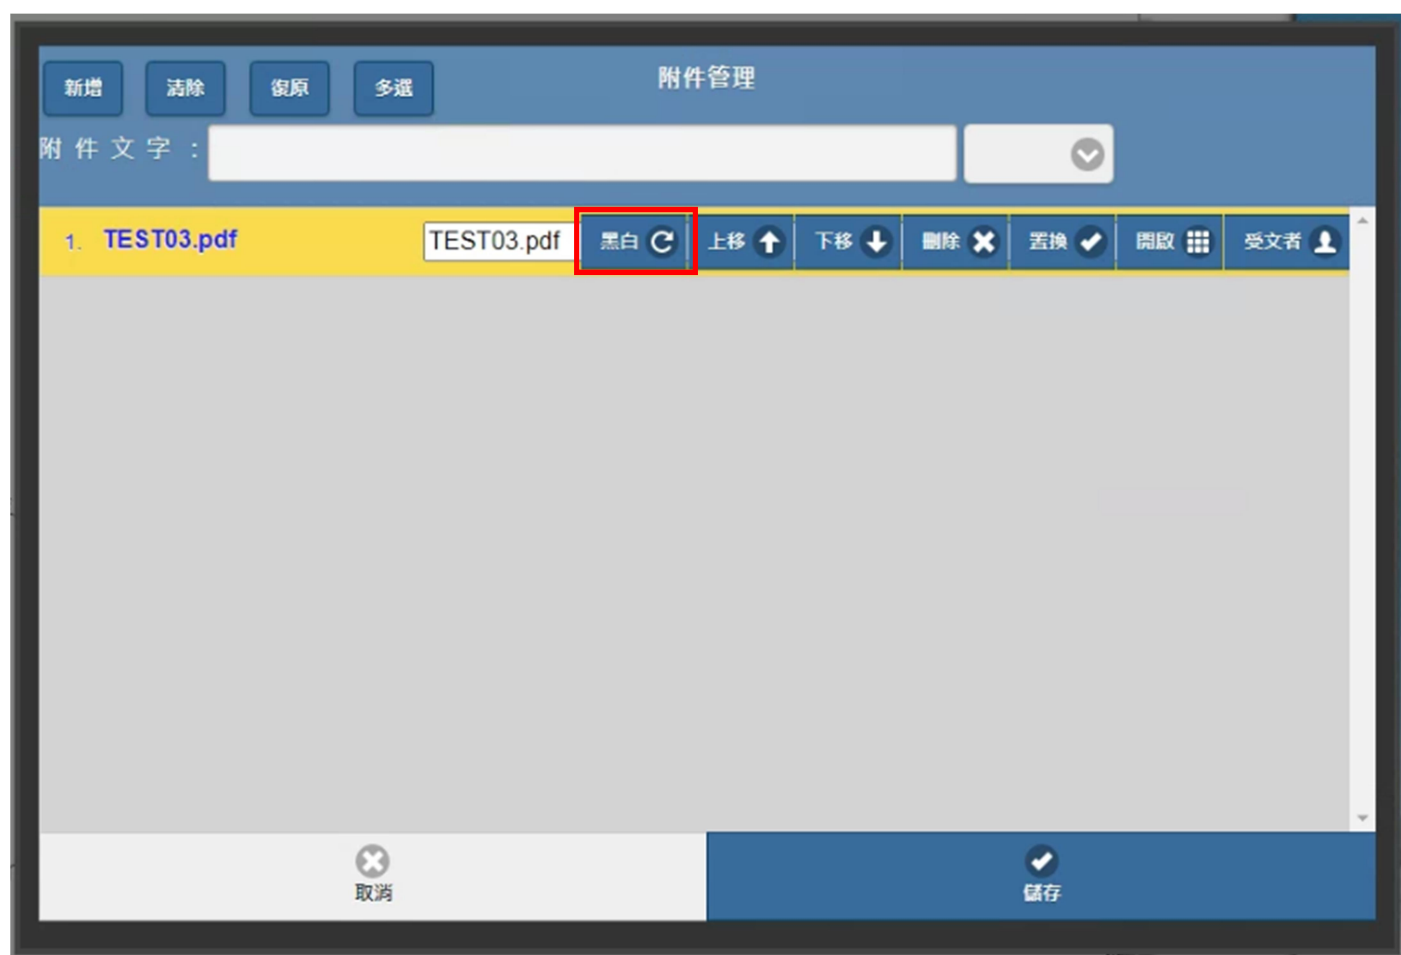 新增 清除 復原 多選 附件管理
附件文字：
1. TEST03.pdf TEST03.pdf 黑白 上移 下移 刪除 置換 開啟 受文者
取消 儲存